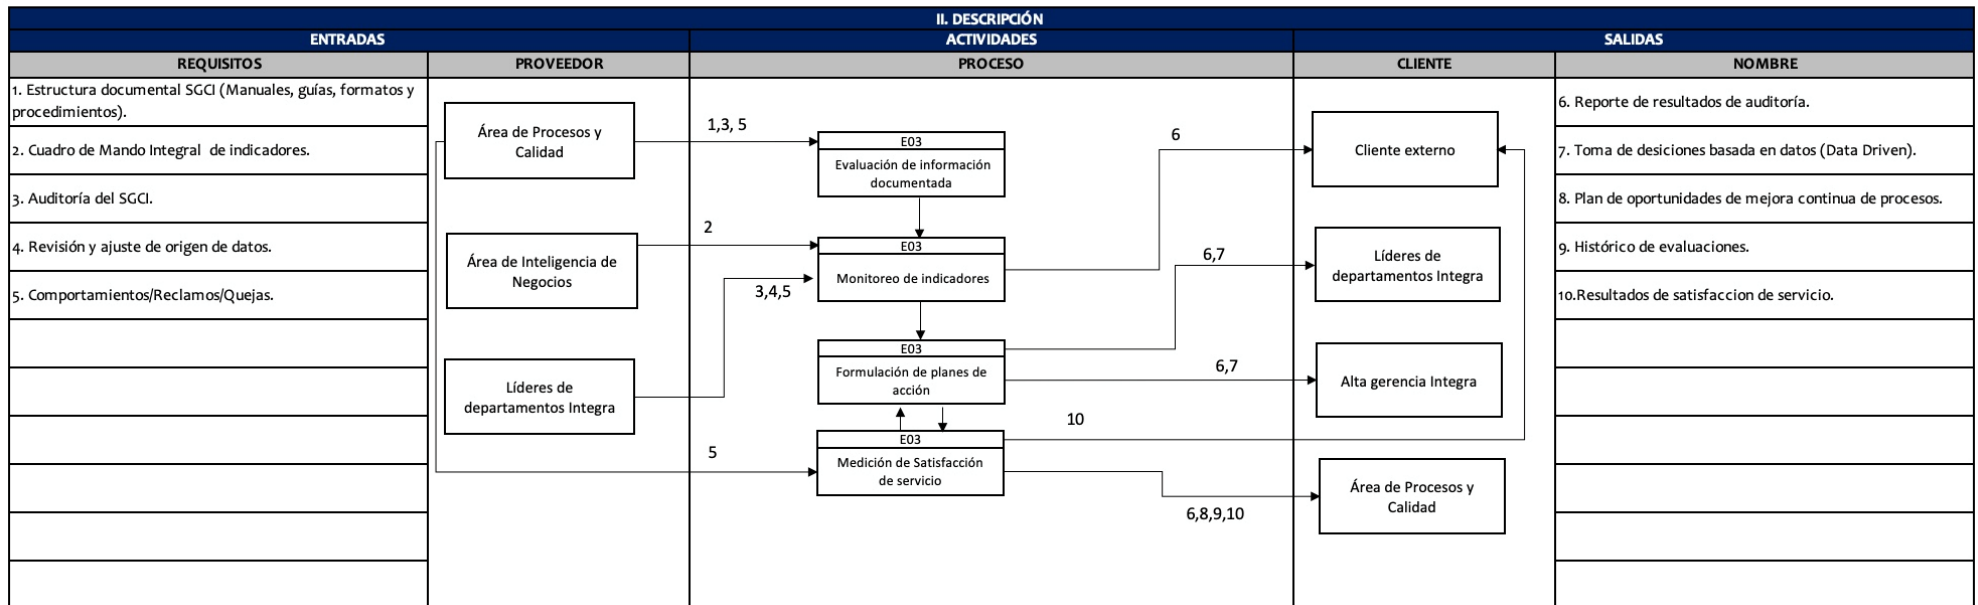 II. DESCRIPCIÓN
ENTRADAS
ACTIVIDADES
SALIDAS
REQUISITOS
PROVEEDOR
PROCESO
CLIENTE
NOMBRE
1. Estructura documental SGCI (Manuales, guías, formatos y
procedimientos).
2. Cuadro de Mando Integral  de indicadores.
3. Auditoría del SGCI.
4. Revisión y ajuste de origen de datos.
5. Comportamientos/Reclamos/Quejas.
Área de Procesos y
Calidad
Área de Inteligencia de
Negocios
Líderes de
departamentos Integra
1,3, 5
2
3,4,5
5
E03
Evaluación de información
documentada
E03
Monitoreo de indicadores
E03
Formulación de planes de
acción
E03
Medición de Satisfacción
de servicio
6
6,7
6,7
10
6,8,9,10
Cliente externo
Líderes de
departamentos Integra
Alta gerencia Integra
Área de Procesos y
Calidad
6. Reporte de resultados de auditoría.
7. Toma de desiciones basada en datos (Data Driven).
8. Plan de oportunidades de mejora continua de procesos.
9. Histórico de evaluaciones.
10.Resultados de satisfaccion de servicio.